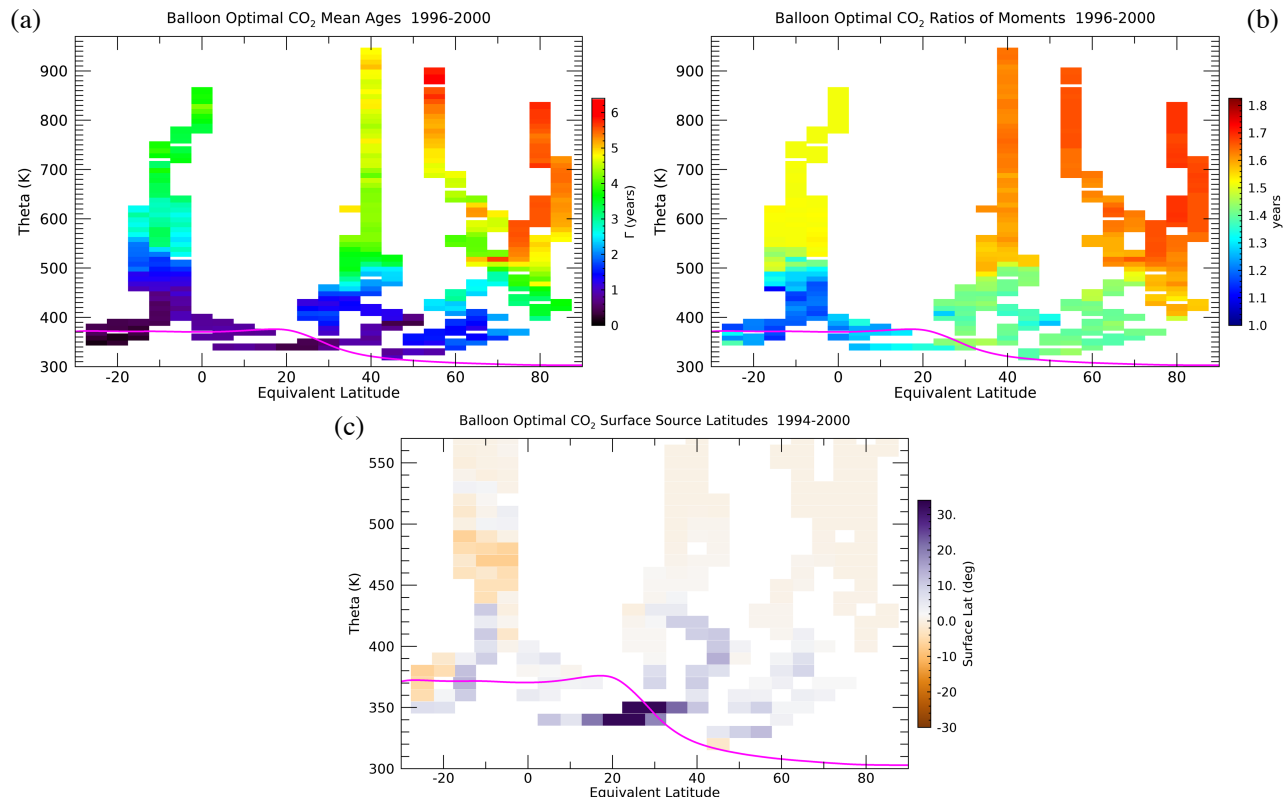 (a)
Balloon Optimal CO₂ Mean Ages 1996-2000
900
800
700
600
500
400
300
Theta (K)
-20 0 20 40 60 80
Equivalent Latitude
6
5
4
3
2
1
0
Γ (years)
(b)
Balloon Optimal CO₂ Ratios of Moments 1996-2000
900
800
700
600
500
400
300
Theta (K)
-20 0 20 40 60 80
Equivalent Latitude
1.8
1.7
1.6
1.5
1.4
1.3
1.2
1.1
1.0
years
(c)
Balloon Optimal CO₂ Surface Source Latitudes 1994-2000
550
500
450
400
350
300
Theta (K)
-20 0 20 40 60 80
Equivalent Latitude
30.
20.
10.
0.0
-10
-20
-30
Surface Lat (deg)